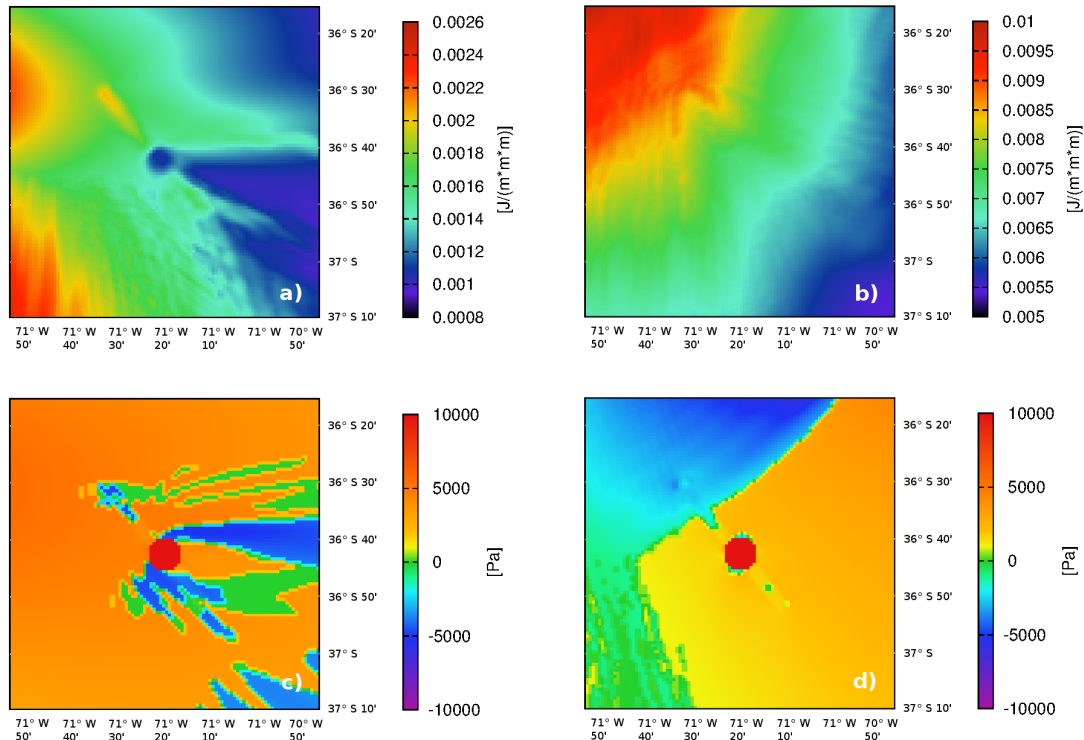 36° S 20'
36° S 30'
36° S 40'
36° S 50'
37° S
37° S 10'
a)
71° W 71° W 71° W 71° W 71° W 70° W
50' 40' 30' 20' 10'
0.0026
0.0024
0.0022
0.002
0.0018
0.0016
0.0014
0.0012
0.001
0.0008
[J/(m*m*m)]
36° S 20'
36° S 30'
36° S 40'
36° S 50'
37° S
37° S 10'
b)
71° W 71° W 71° W 71° W 71° W 71° W 70° W
50' 40' 30' 20' 10' 50'
0.01
0.0095
0.009
0.0085
0.008
0.0075
0.007
0.0065
0.006
0.0055
0.005
[J/(m*m*m)]
36° S 20'
36° S 30'
36° S 40'
36° S 50'
37° S
37° S 10'
c)
71° W 71° W 71° W 71° W 71° W 71° W 70° W
50' 40' 30' 20' 10' 50'
10000
5000
0
-5000
-10000
[Pa]
36° S 20'
36° S 30'
36° S 40'
36° S 50'
37° S
37° S 10'
d)
71° W 71° W 71° W 71° W 71° W 71° W 70° W
50' 40' 30' 20' 10' 50'
10000
5000
0
-5000
-10000
[Pa]